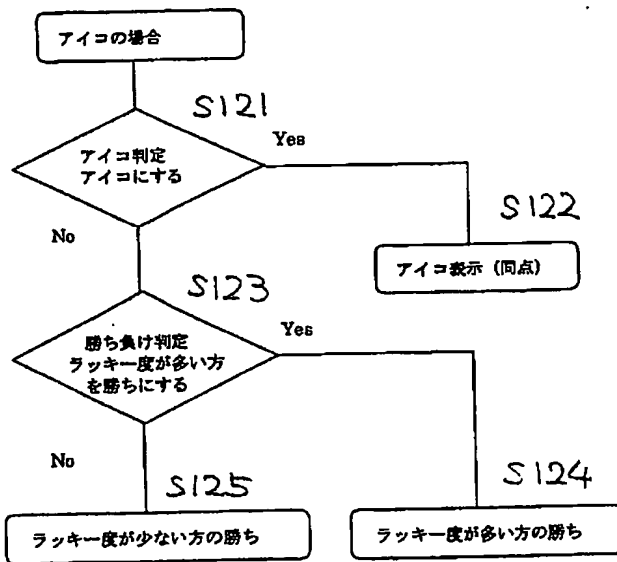 アイコの場合
S121
アイコ判定
アイコにする
Yes
No
S122
アイコ表示（同点）
S123
勝ち負け判定
ラッキー度が多い方
を勝ちにする
Yes
No
S125
S124
ラッキー度が少ない方の勝ち
ラッキー度が多い方の勝ち